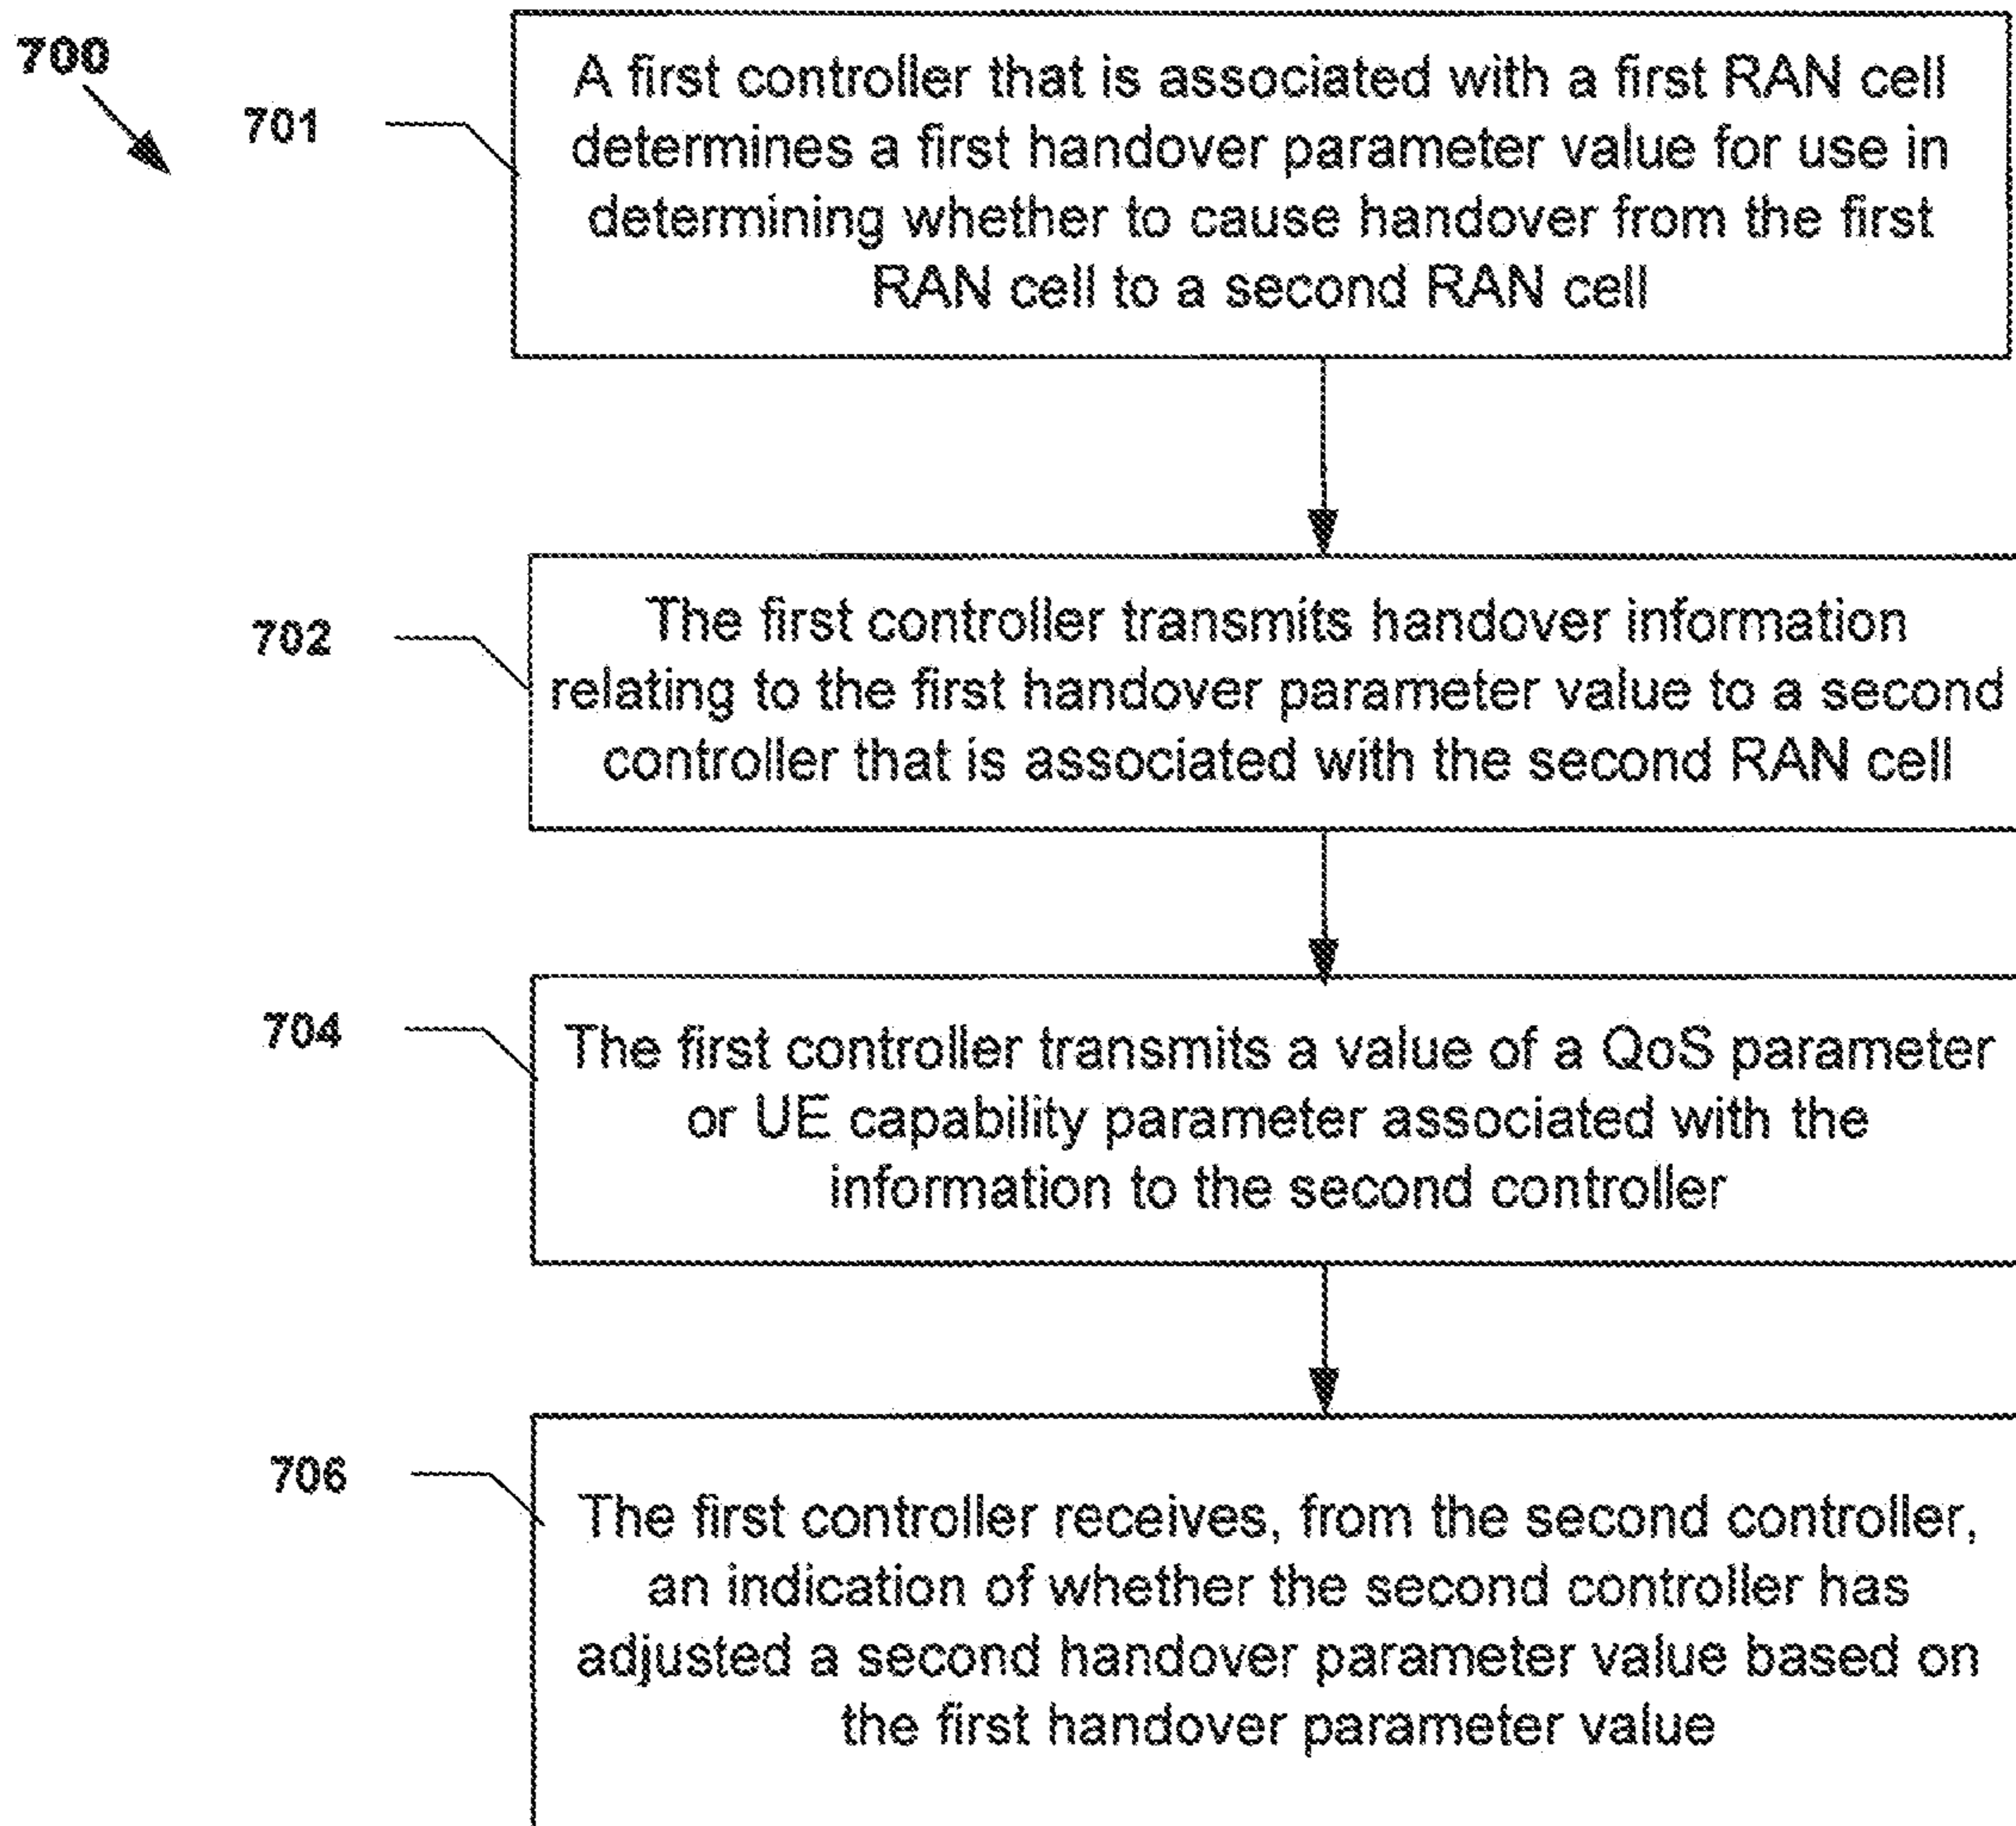 700
701
A first controller that is associated with a first RAN cell
determines a first handover parameter value for use in
determining whether to cause handover from the first
RAN cell to a second RAN cell
702
The first controller transmits handover information
relating to the first handover parameter value to a second
controller that is associated with the second RAN cell
704
The first controller transmits a value of a QoS parameter
or UE capability parameter associated with the
information to the second controller
706
The first controller receives, from the second controller,
an indication of whether the second controller has
adjusted a second handover parameter value based on
the first handover parameter value